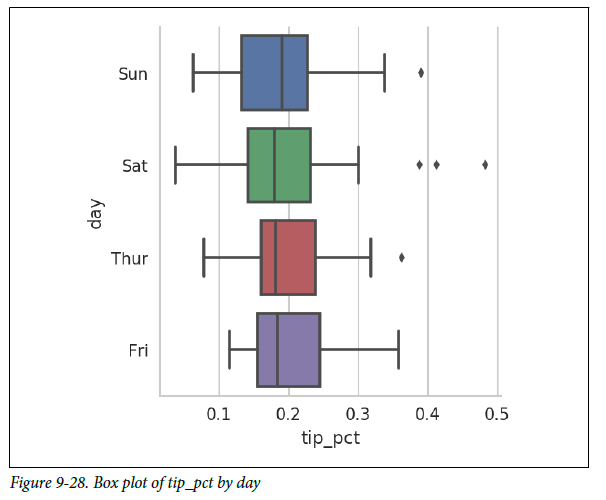 Sun
Sat
day
Thur
Fri
0.1 0.2 0.3 0.4 0.5
tip_pct
Figure 9-28. Box plot of tip_pct by day